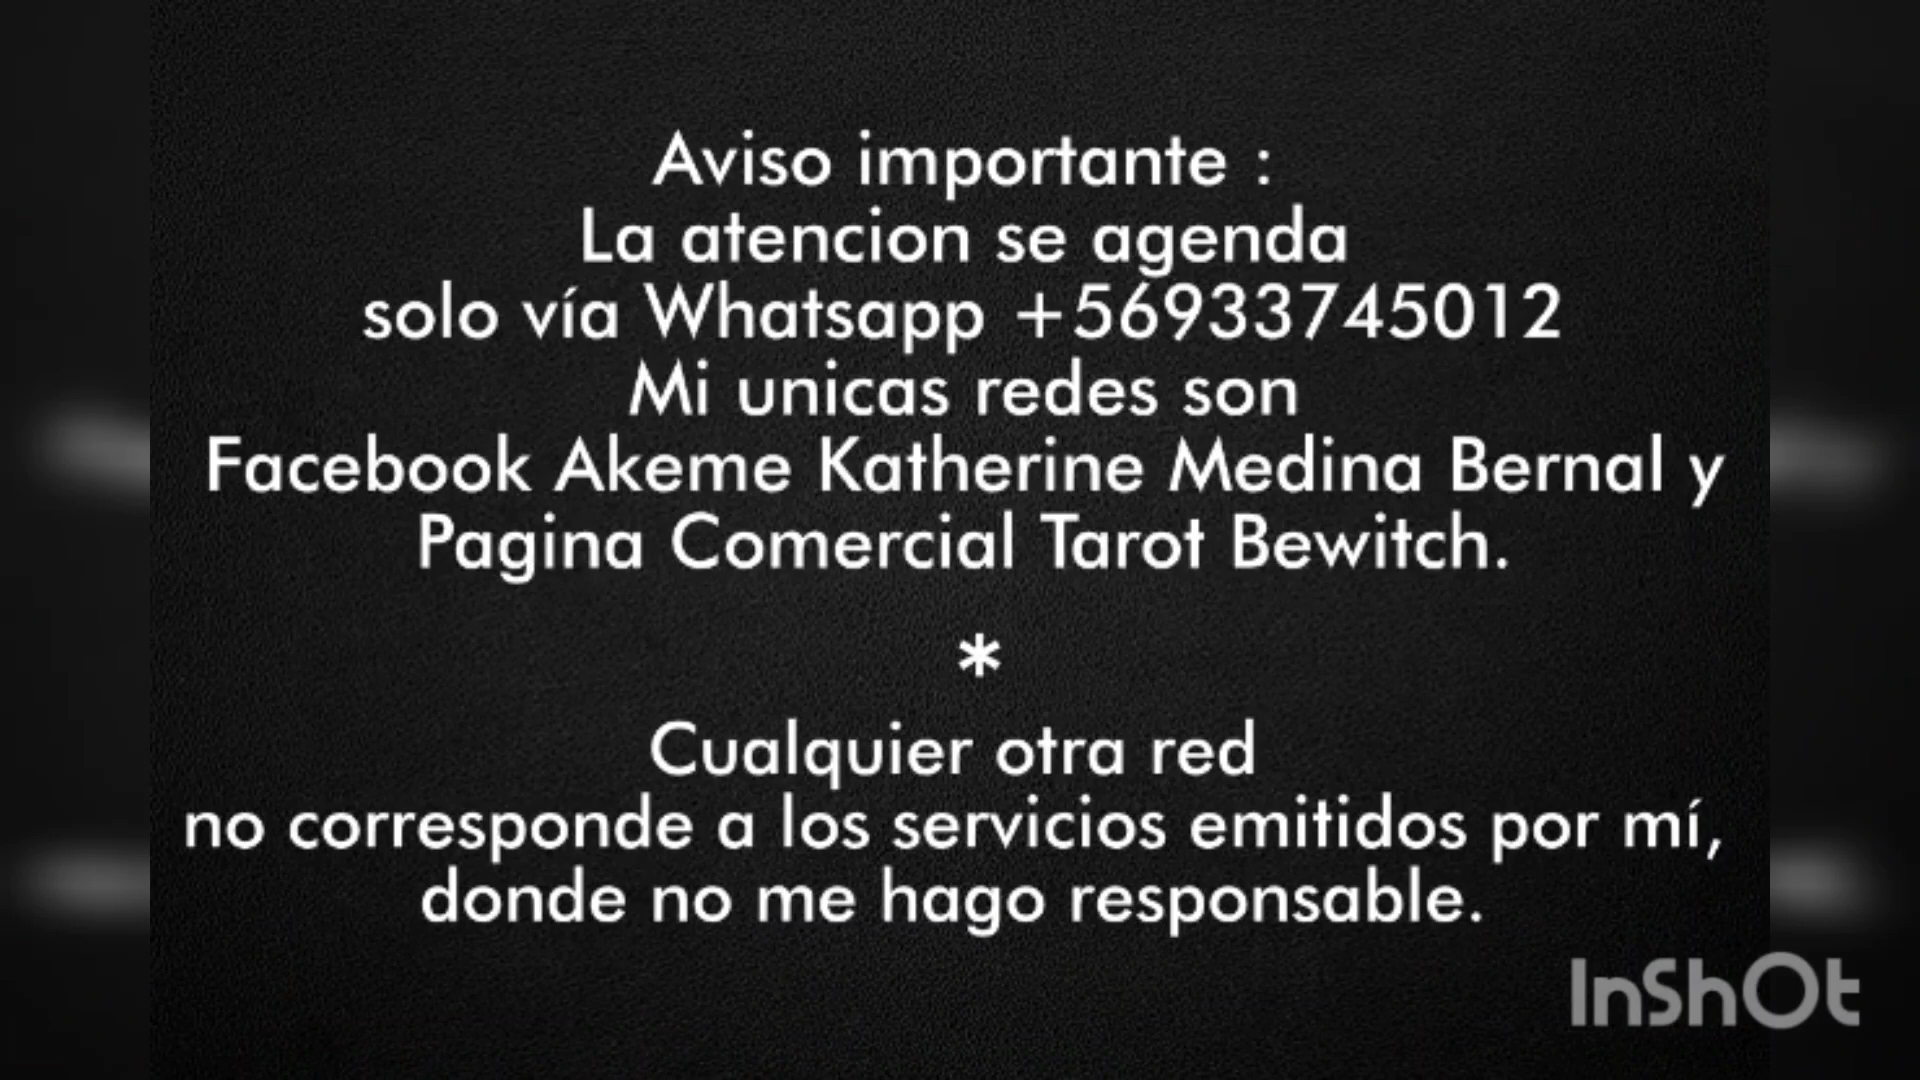 Aviso importante :
La atencion se agenda
solo vía Whatsapp +56933745012
Mi unicas redes son
Facebook Akeme Katherine Medina Bernal y
Pagina Comercial Tarot Bewitch.
*
Cualquier otra red
no corresponde a los servicios emitidos por mí,
donde no me hago responsable.
InShOt